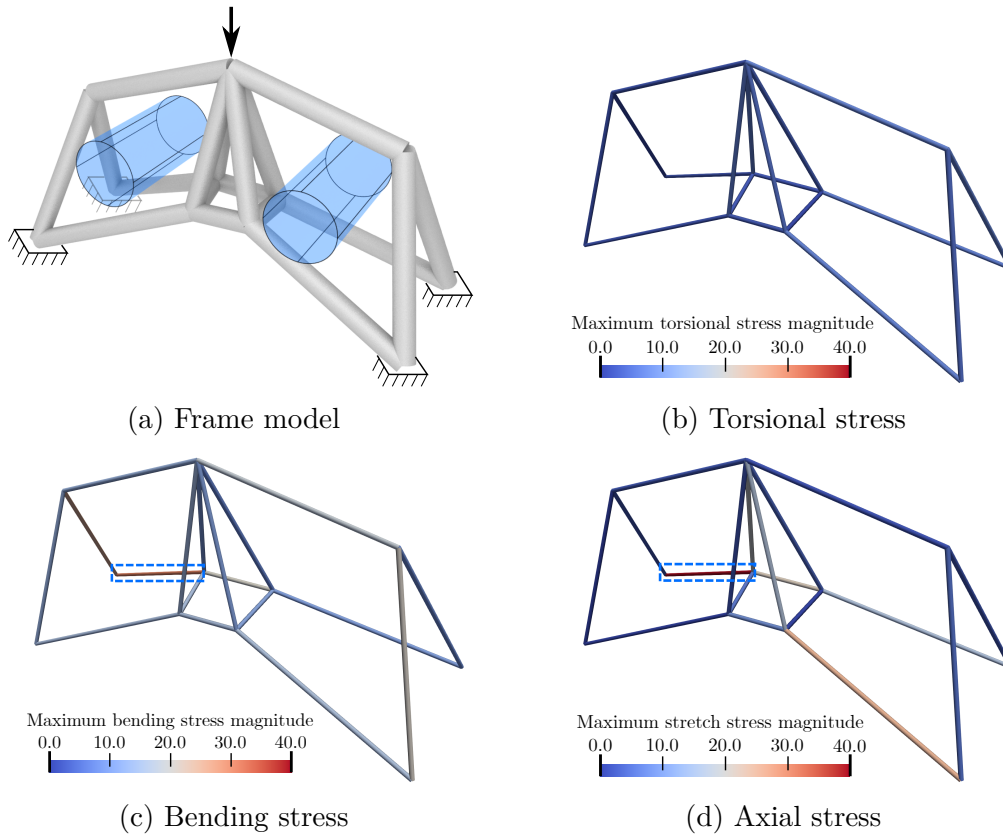 (a) Frame model
Maximum torsional stress magnitude
0.0 10.0 20.0 30.0 40.0
(b) Torsional stress
Maximum bending stress magnitude
0.0 10.0 20.0 30.0 40.0
(c) Bending stress
Maximum stretch stress magnitude
0.0 10.0 20.0 30.0 40.0
(d) Axial stress